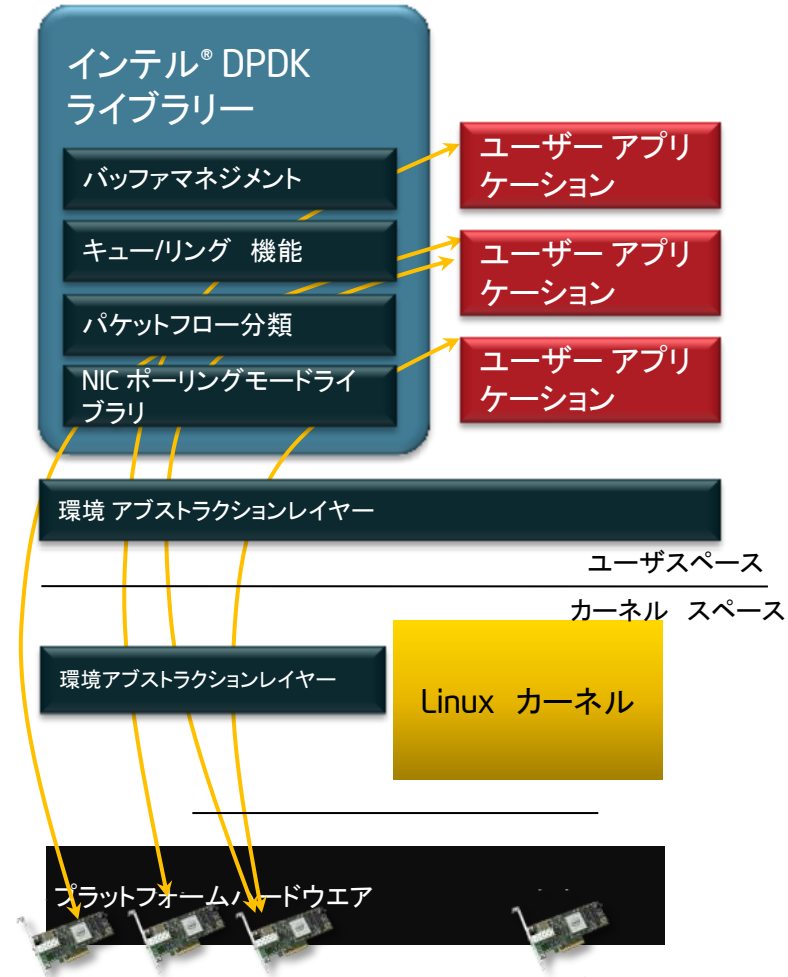 インテル® DPDK
ライブラリー
バッファマネジメント
キュー/リング 機能
パケットフロー分類
NIC ポーリングモードライ
ブラリ
ユーザー アプリ
ケーション
ユーザー アプリ
ケーション
ユーザー アプリ
ケーション
環境 アブストラクションレイヤー
ユーザスペース
カーネル スペース
環境アブストラクションレイヤー
Linux カーネル
プラットフォームハードウエア